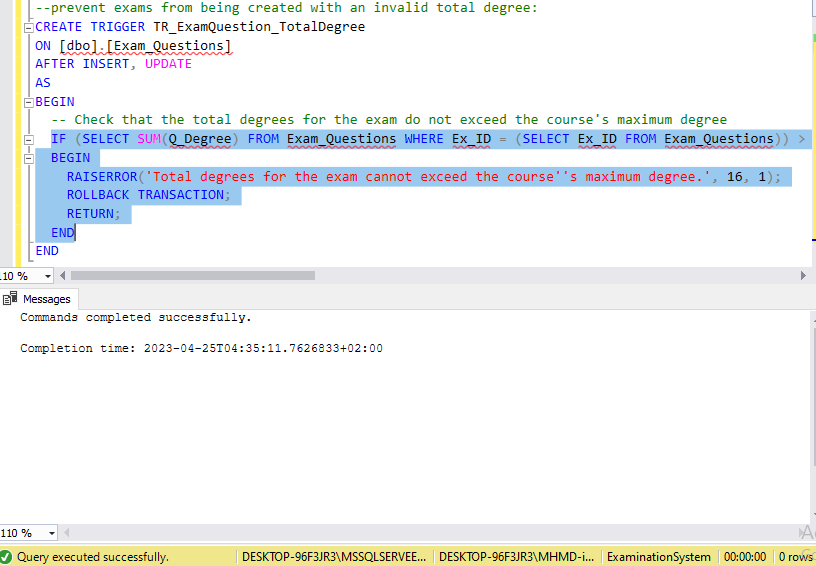 --prevent exams from being created with an invalid total degree:
CREATE TRIGGER TR_ExamQuestion_TotalDegree
ON [dbo].[Exam_Questions]
AFTER INSERT, UPDATE
AS
BEGIN
-- Check that the total degrees for the exam do not exceed the course's maximum degree
IF (SELECT SUM(Q_Degree) FROM Exam_Questions WHERE Ex_ID = (SELECT Ex_ID FROM Exam_Questions)) >
BEGIN
RAISERROR('Total degrees for the exam cannot exceed the course''s maximum degree.', 16, 1);
ROLLBACK TRANSACTION;
RETURN;
END
END
110 %
Messages
Commands completed successfully.
Completion time: 2023-04-25T04:35:11.7626833+02:00
110 %
Query executed successfully.
DESKTOP-96F3JR3\MSSQLSERVEE...
DESKTOP-96F3JR3\MHMD-i...
ExaminationSystem
00:00:00
0 rows